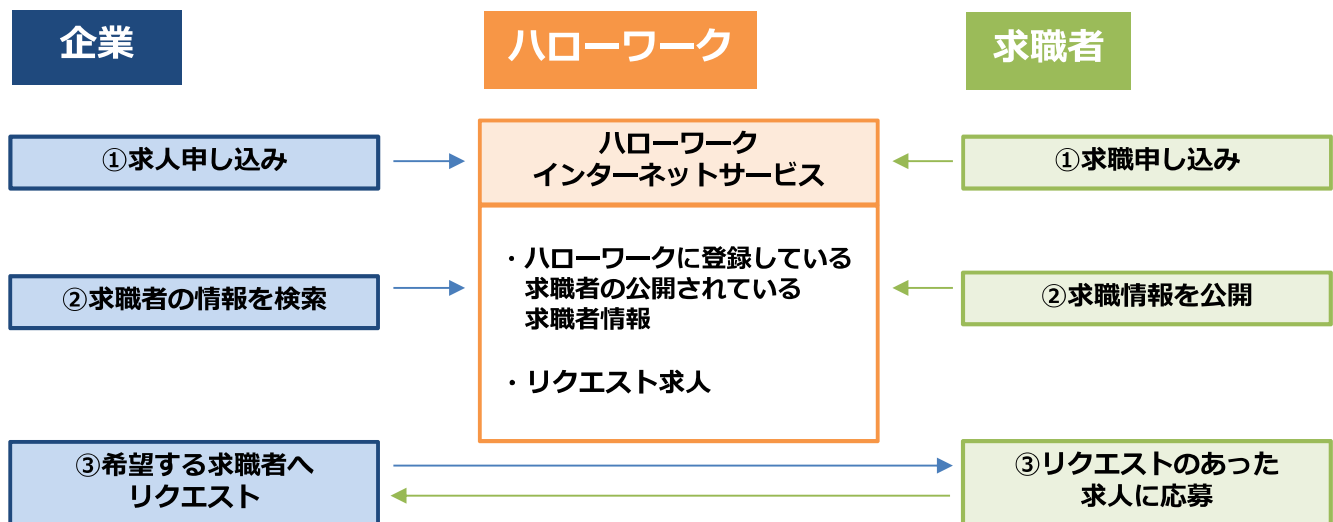 企業
ハローワーク
求職者
①求人申し込み
ハローワーク
インターネットサービス
①求職申し込み
②求職者の情報を検索
・ハローワークに登録している
求職者の公開されている
求職者情報
・リクエスト求人
②求職情報を公開
③希望する求職者へ
リクエスト
③リクエストのあった
求人に応募